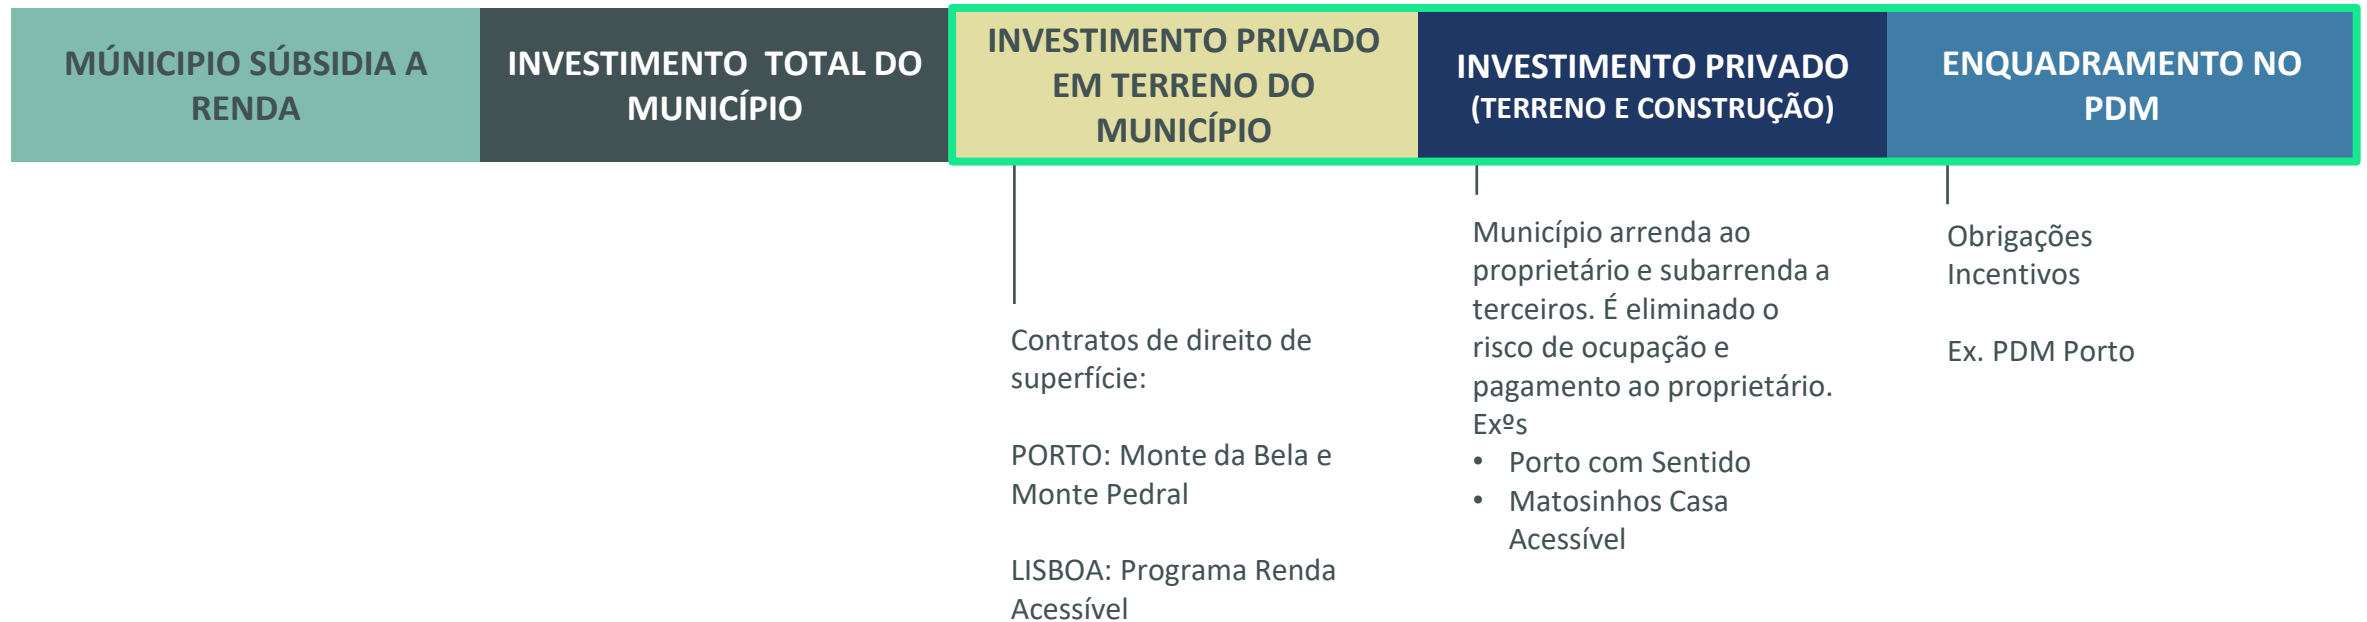 MÚNICIPIO SÚBSIDIA A
RENDA
INVESTIMENTO TOTAL DO
MUNICÍPIO
INVESTIMENTO PRIVADO
EM TERRENO DO
MUNICÍPIO
INVESTIMENTO PRIVADO
(TERRENO E CONSTRUÇÃO)
ENQUADRAMENTO NO
PDM
Contratos de direito de
superfície:
PORTO: Monte da Bela e
Monte Pedral
LISBOA: Programa Renda
Acessível
Município arrenda ao
proprietário e subarrenda a
terceiros. É eliminado o
risco de ocupação e
pagamento ao proprietário.
Exºs
• Porto com Sentido
• Matosinhos Casa
Acessível
Obrigações
Incentivos
Ex. PDM Porto